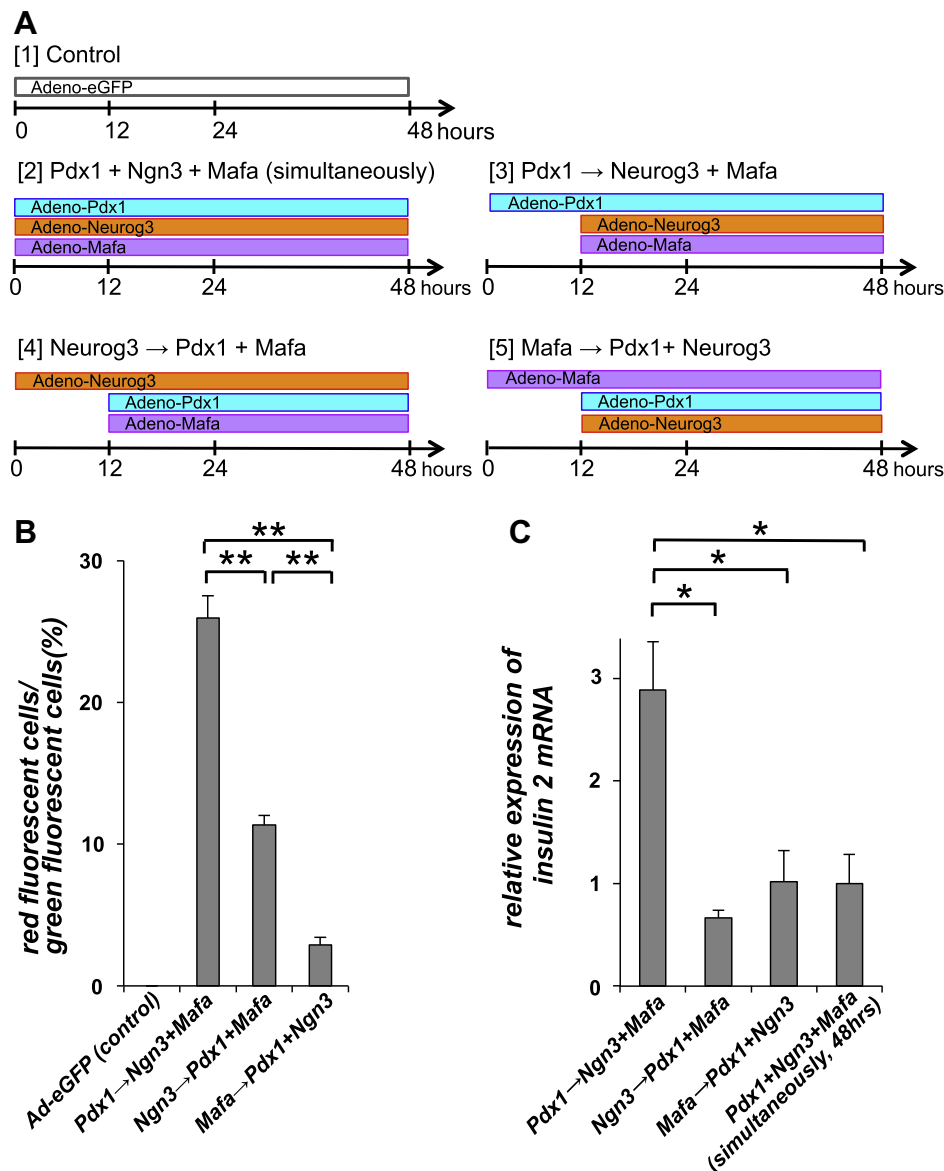 A
[1] Control
Adeno-eGFP
0 12 24 48 hours
[2] Pdx1 + Ngn3 + Mafa (simultaneously)
Adeno-Pdx1
Adeno-Neurog3
Adeno-Mafa
0 12 24 48 hours
[3] Pdx1 → Neurog3 + Mafa
Adeno-Pdx1
Adeno-Neurog3
Adeno-Mafa
0 12 24 48 hours
[4] Neurog3 → Pdx1 + Mafa
Adeno-Neurog3
Adeno-Pdx1
Adeno-Mafa
0 12 24 48 hours
[5] Mafa → Pdx1+ Neurog3
Adeno-Mafa
Adeno-Pdx1
Adeno-Neurog3
0 12 24 48 hours
B
**
** **
30
20
10
0
red fluorescent cells/
green fluorescent cells(%)
Ad-eGFP (control)
Pdx1→Ngn3+Mafa
Ngn3→Pdx1+Mafa
Mafa→Pdx1+Ngn3
C
*
*
*
3
2
1
0
relative expression of
insulin 2 mRNA
Pdx1→Ngn3+Mafa
Ngn3→Pdx1+Mafa
Mafa→Pdx1+Ngn3
Pdx1+Ngn3+Mafa
(simultaneously, 48hrs)